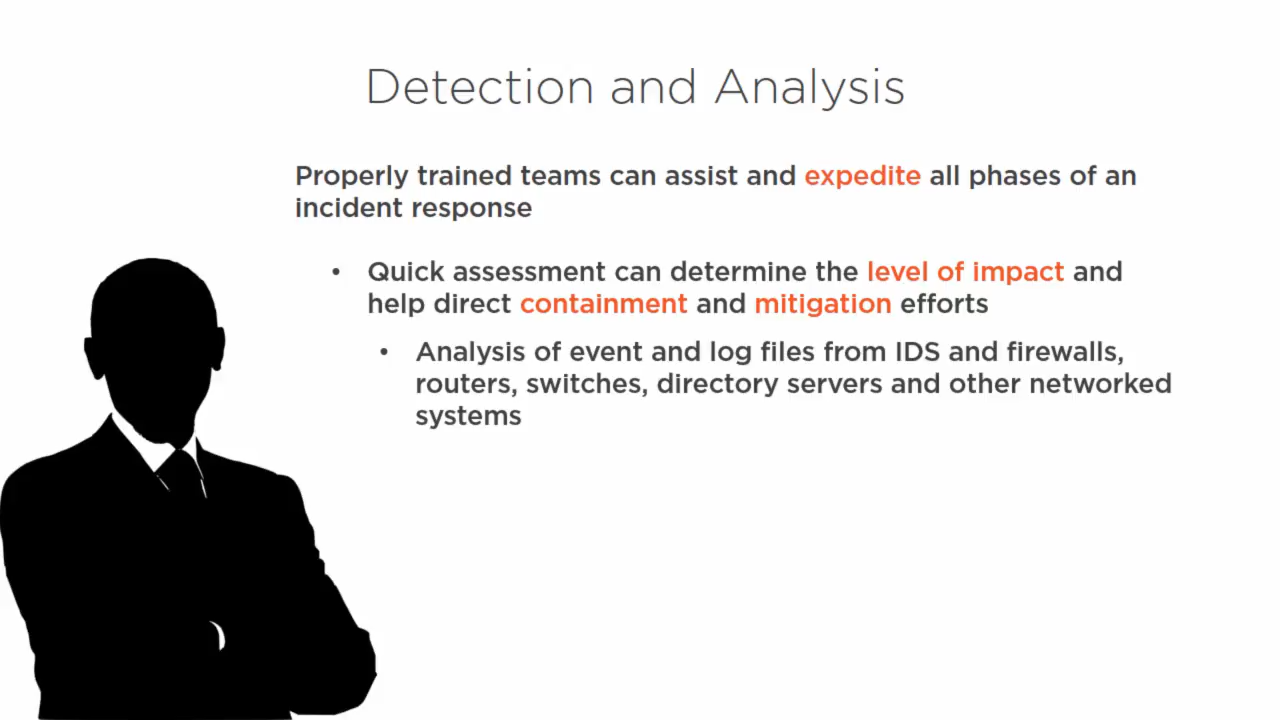 Detection and Analysis
Properly trained teams can assist and expedite all phases of an
incident response
• Quick assessment can determine the level of impact and
help direct containment and mitigation efforts
• Analysis of event and log files from IDS and firewalls,
routers, switches, directory servers and other networked
systems